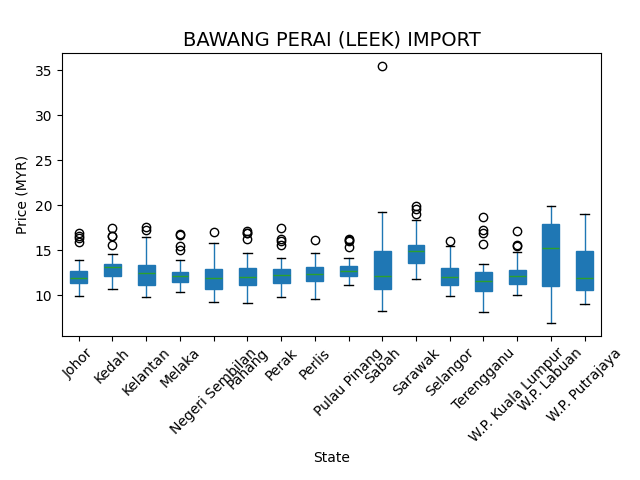 BAWANG PERAI (LEEK) IMPORT
35
30
25
20
15
10
Price (MYR)
Johor
Kedah
Kelantan
Melaka
Negeri Sembilan
Pahang
Perak
Perlis
Pulau Pinang
Sabah
Sarawak
Selangor
Terengganu
W.P. Kuala Lumpur
W.P. Labuan
W.P. Putrajaya
State